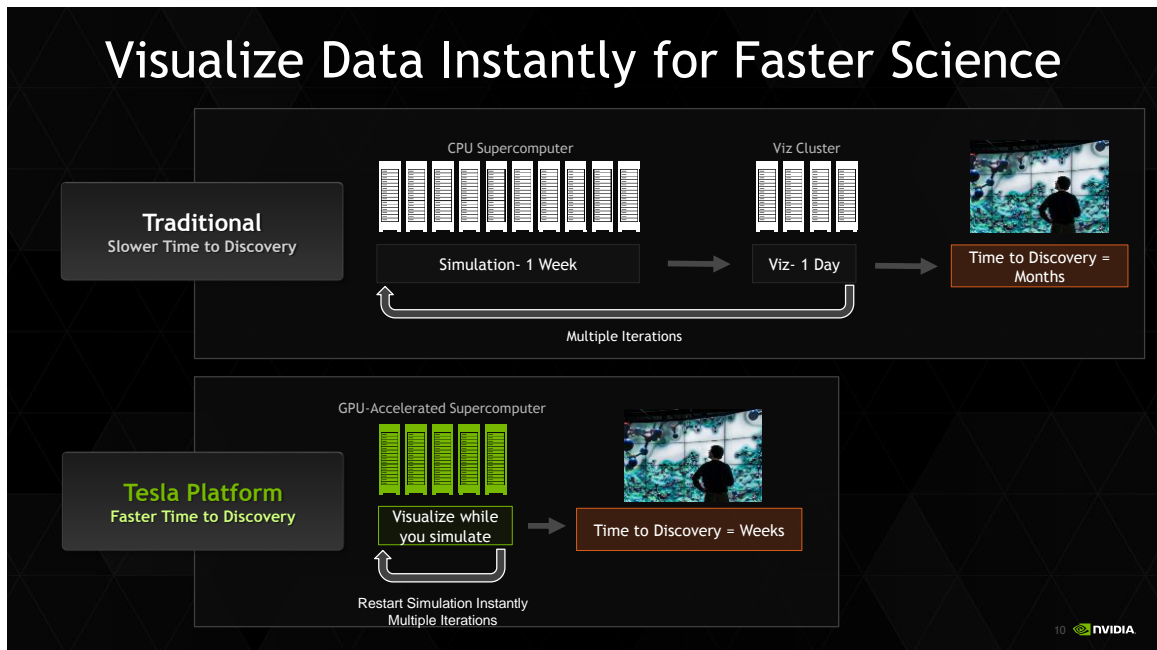 Visualize Data Instantly for Faster Science
CPU Supercomputer
Viz Cluster
Traditional
Slower Time to Discovery
Simulation- 1 Week
Viz- 1 Day
Time to Discovery =
Months
Multiple Iterations
GPU-Accelerated Supercomputer
Tesla Platform
Faster Time to Discovery
Visualize while
you simulate
Time to Discovery = Weeks
Restart Simulation Instantly
Multiple Iterations
10 NVIDIA.